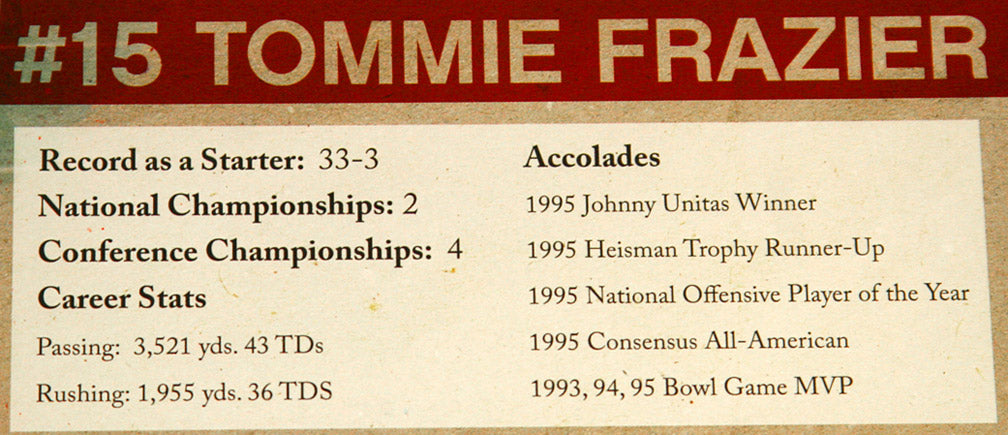 #15 TOMMIE FRAZIER
Record as a Starter: 33-3
National Championships: 2
Conference Championships: 4
Career Stats
Passing: 3,521 yds. 43 TDs
Rushing: 1,955 yds. 36 TDS
Accolades
1995 Johnny Unitas Winner
1995 Heisman Trophy Runner-Up
1995 National Offensive Player of the Year
1995 Consensus All-American
1993, 94, 95 Bowl Game MVP